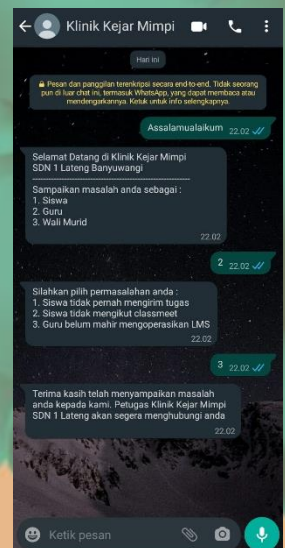 Klinik Kejar Mimpi
Hari ini
Pesan dan panggilan terenkripsi secara end-to-end. Tidak seorang
pun di luar chat ini, termasuk WhatsApp, yang dapat membaca atau
mendengarkannya. Ketuk untuk info selengkapnya.
Assalamualaikum 22.02
Selamat Datang di Klinik Kejar Mimpi
SDN 1 Lateng Banyuwangi
Sampaikan masalah anda sebagai :
1. Siswa
2. Guru
3. Wali Murid
22.02
2 22.02
Silahkan pilih permasalahan anda :
1. Siswa tidak pernah mengirim tugas
2. Siswa tidak mengikut classmeet
3. Guru belum mahir mengoperasikan LMS
22.02
3 22.02
Terima kasih telah menyampaikan masalah
anda kepada kami. Petugas Klinik Kejar Mimpi
SDN 1 Lateng akan segera menghubungi anda
22.02
Ketik pesan